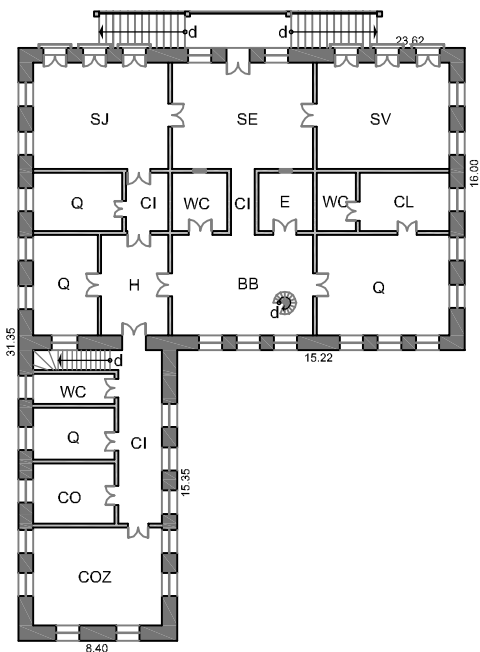 d d
23.62
SJ SE SV
16.00
Q CI WC CI E WC CL
Q H BB Q
d
31.35
15.22
d
WC
Q CI
15.35
CO
COZ
8.40